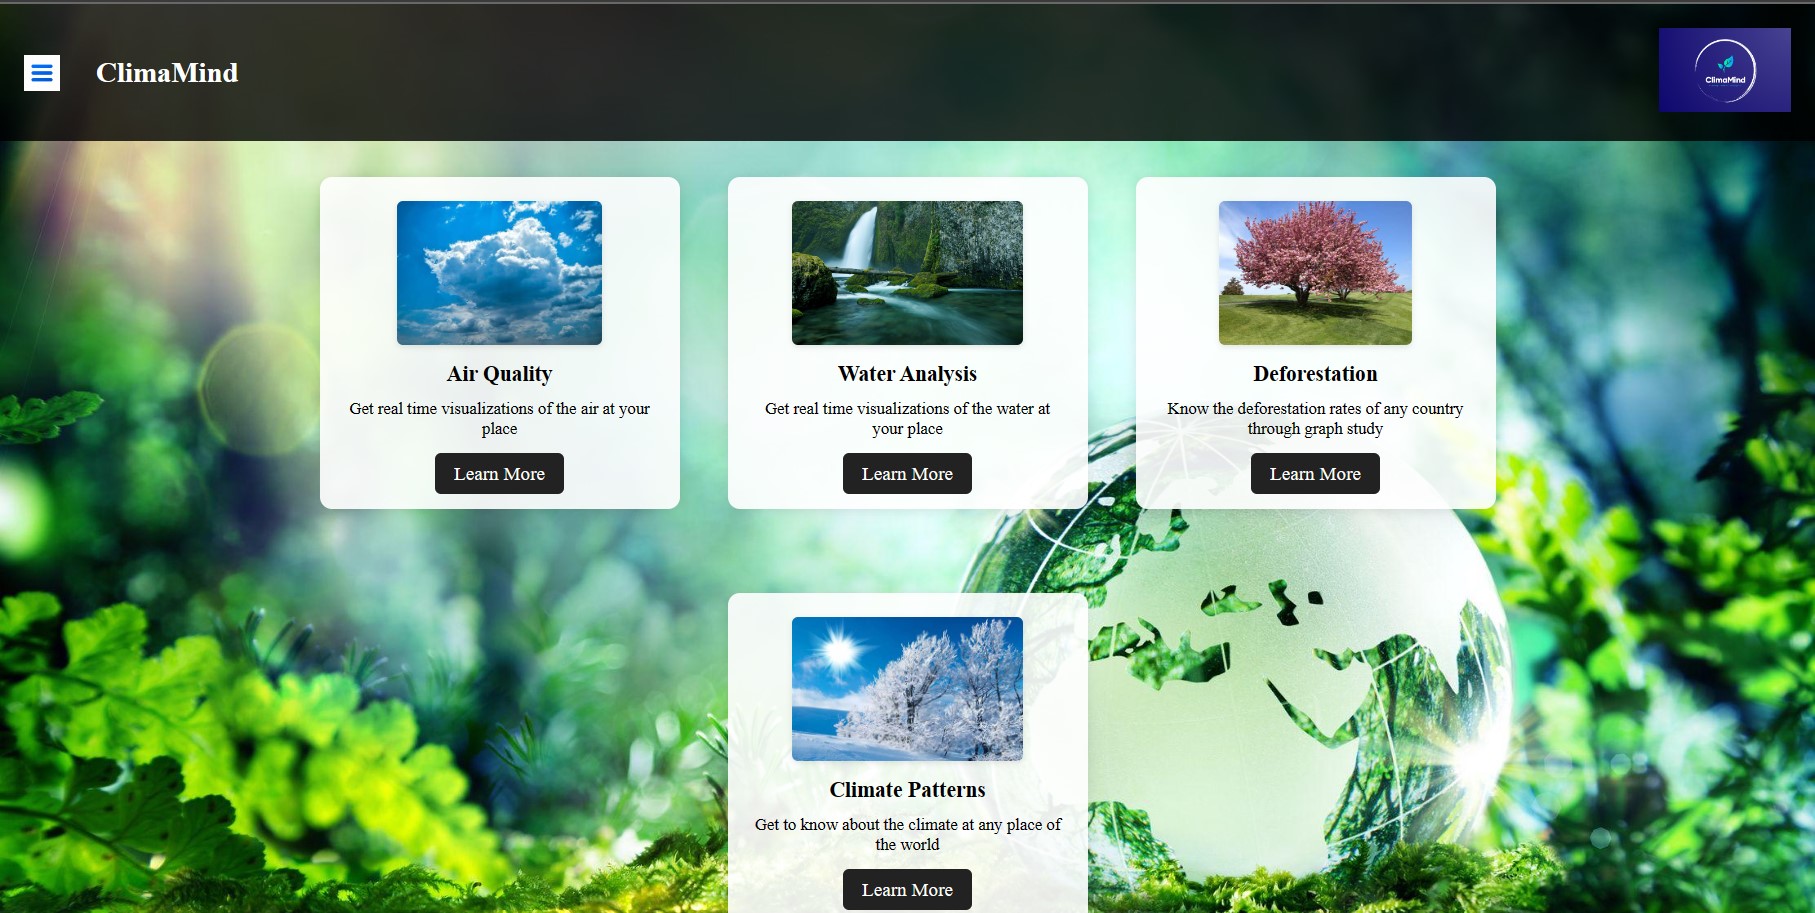 ClimaMind
ClimaMind
Air Quality
Get real time visualizations of the air at your
place
Learn More
Water Analysis
Get real time visualizations of the water at
your place
Learn More
Deforestation
Know the deforestation rates of any country
through graph study
Learn More
Climate Patterns
Get to know about the climate at any place of
the world
Learn More